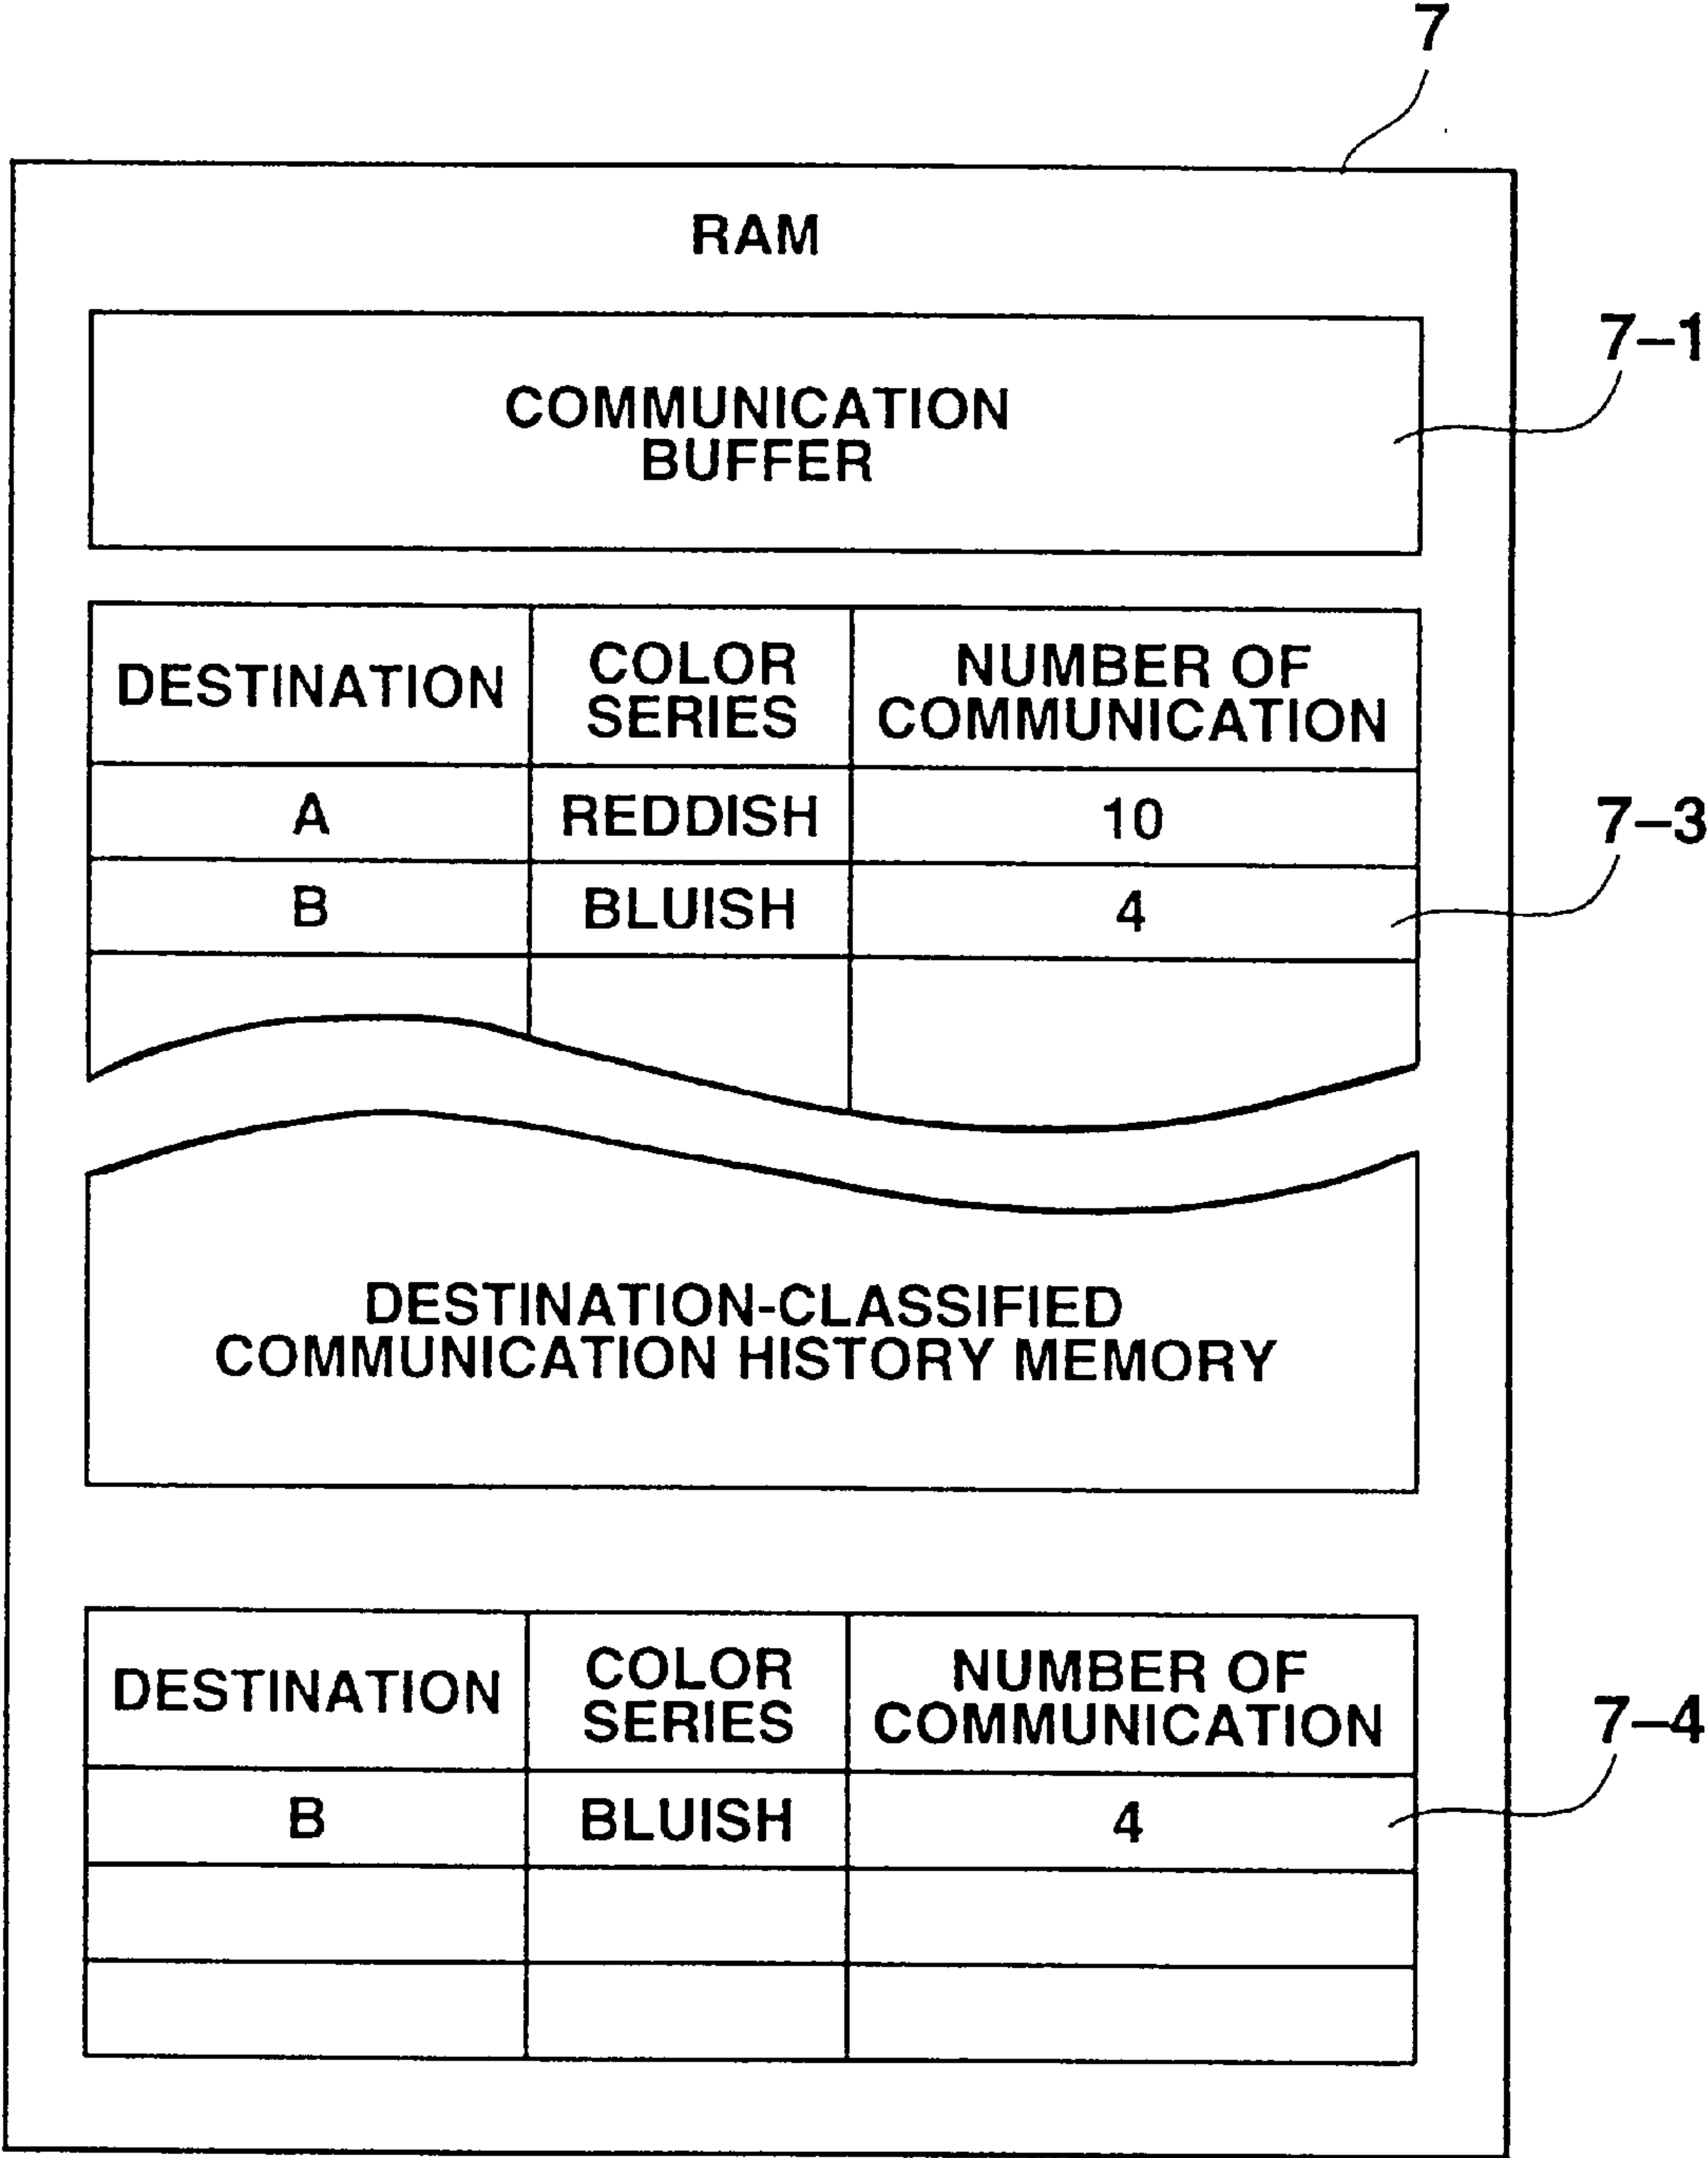 7
RAM
7–1
COMMUNICATION
BUFFER
DESTINATION
COLOR
SERIES
NUMBER OF
COMMUNICATION
A
REDDISH
10
7–3
B
BLUISH
4
DESTINATION-CLASSIFIED
COMMUNICATION HISTORY MEMORY
DESTINATION
COLOR
SERIES
NUMBER OF
COMMUNICATION
7–4
B
BLUISH
4